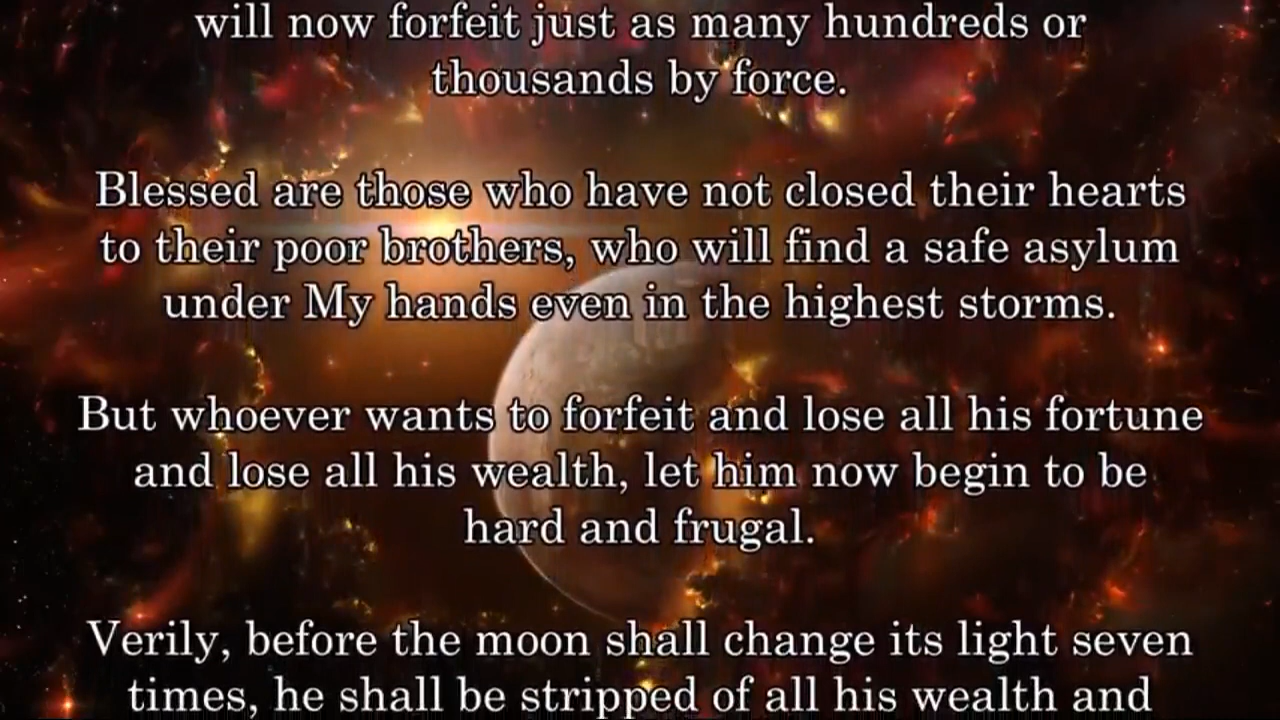 will now forfeit just as many hundreds or
thousands by force.
Blessed are those who have not closed their hearts
to their poor brothers, who will find a safe asylum
under My hands even in the highest storms.
But whoever wants to forfeit and lose all his fortune
and lose all his wealth, let him now begin to be
hard and frugal.
Verily, before the moon shall change its light seven
times, he shall be stripped of all his wealth and